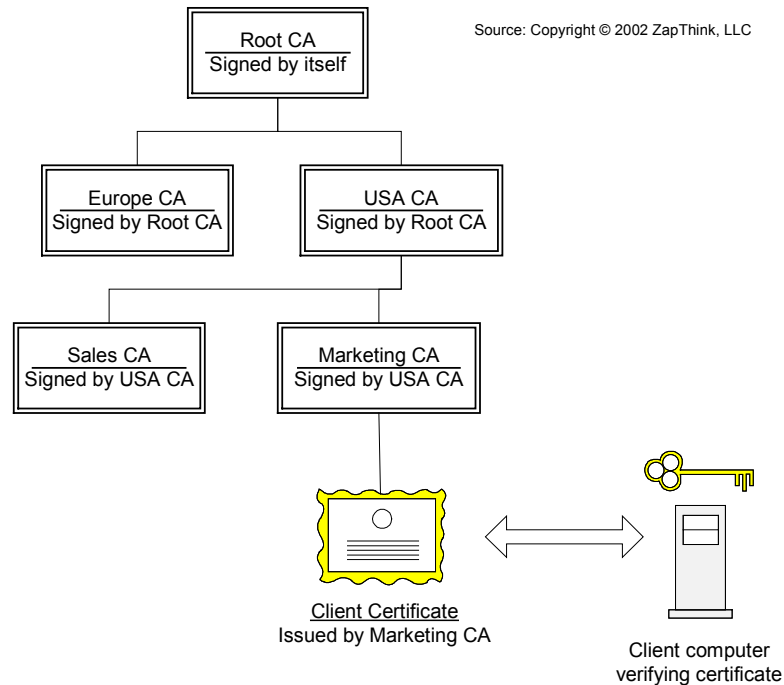 Source: Copyright © 2002 ZapThink, LLC
Root CA
Signed by itself
Europe CA
Signed by Root CA
USA CA
Signed by Root CA
Sales CA
Signed by USA CA
Marketing CA
Signed by USA CA
Client Certificate
Issued by Marketing CA
Client computer
verifying certificate